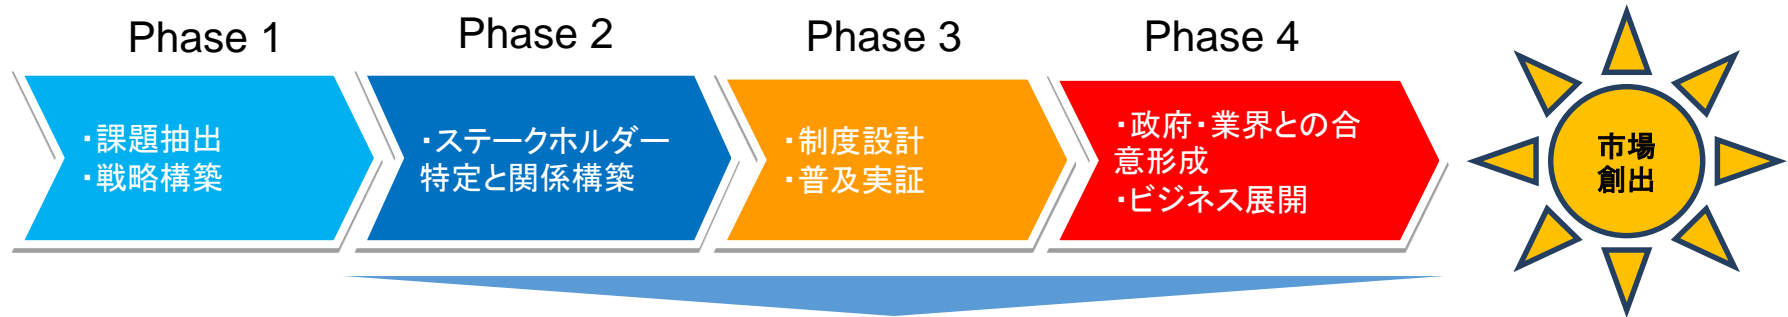 Phase 1
Phase 2
Phase 3
Phase 4
・課題抽出
・戦略構築
・ステークホルダー
特定と関係構築
・制度設計
・普及実証
・政府・業界との合
意形成
・ビジネス展開
市場
創出